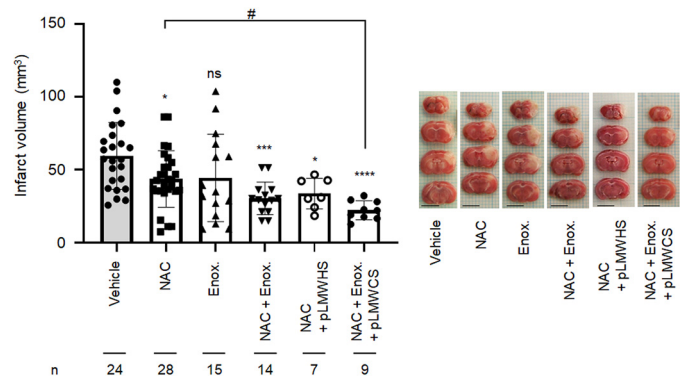 #
150
100
50
0
Infarct volume (mm³)
*
ns
***
*
****
Vehicle
NAC
Enox.
NAC + Enox.
NAC
+ pLMWHS
NAC + Enox.
+ pLMWCS
n 24 28 15 14 7 9
Vehicle
NAC
Enox.
NAC + Enox.
NAC
+ pLMWHS
NAC + Enox.
+ pLMWCS